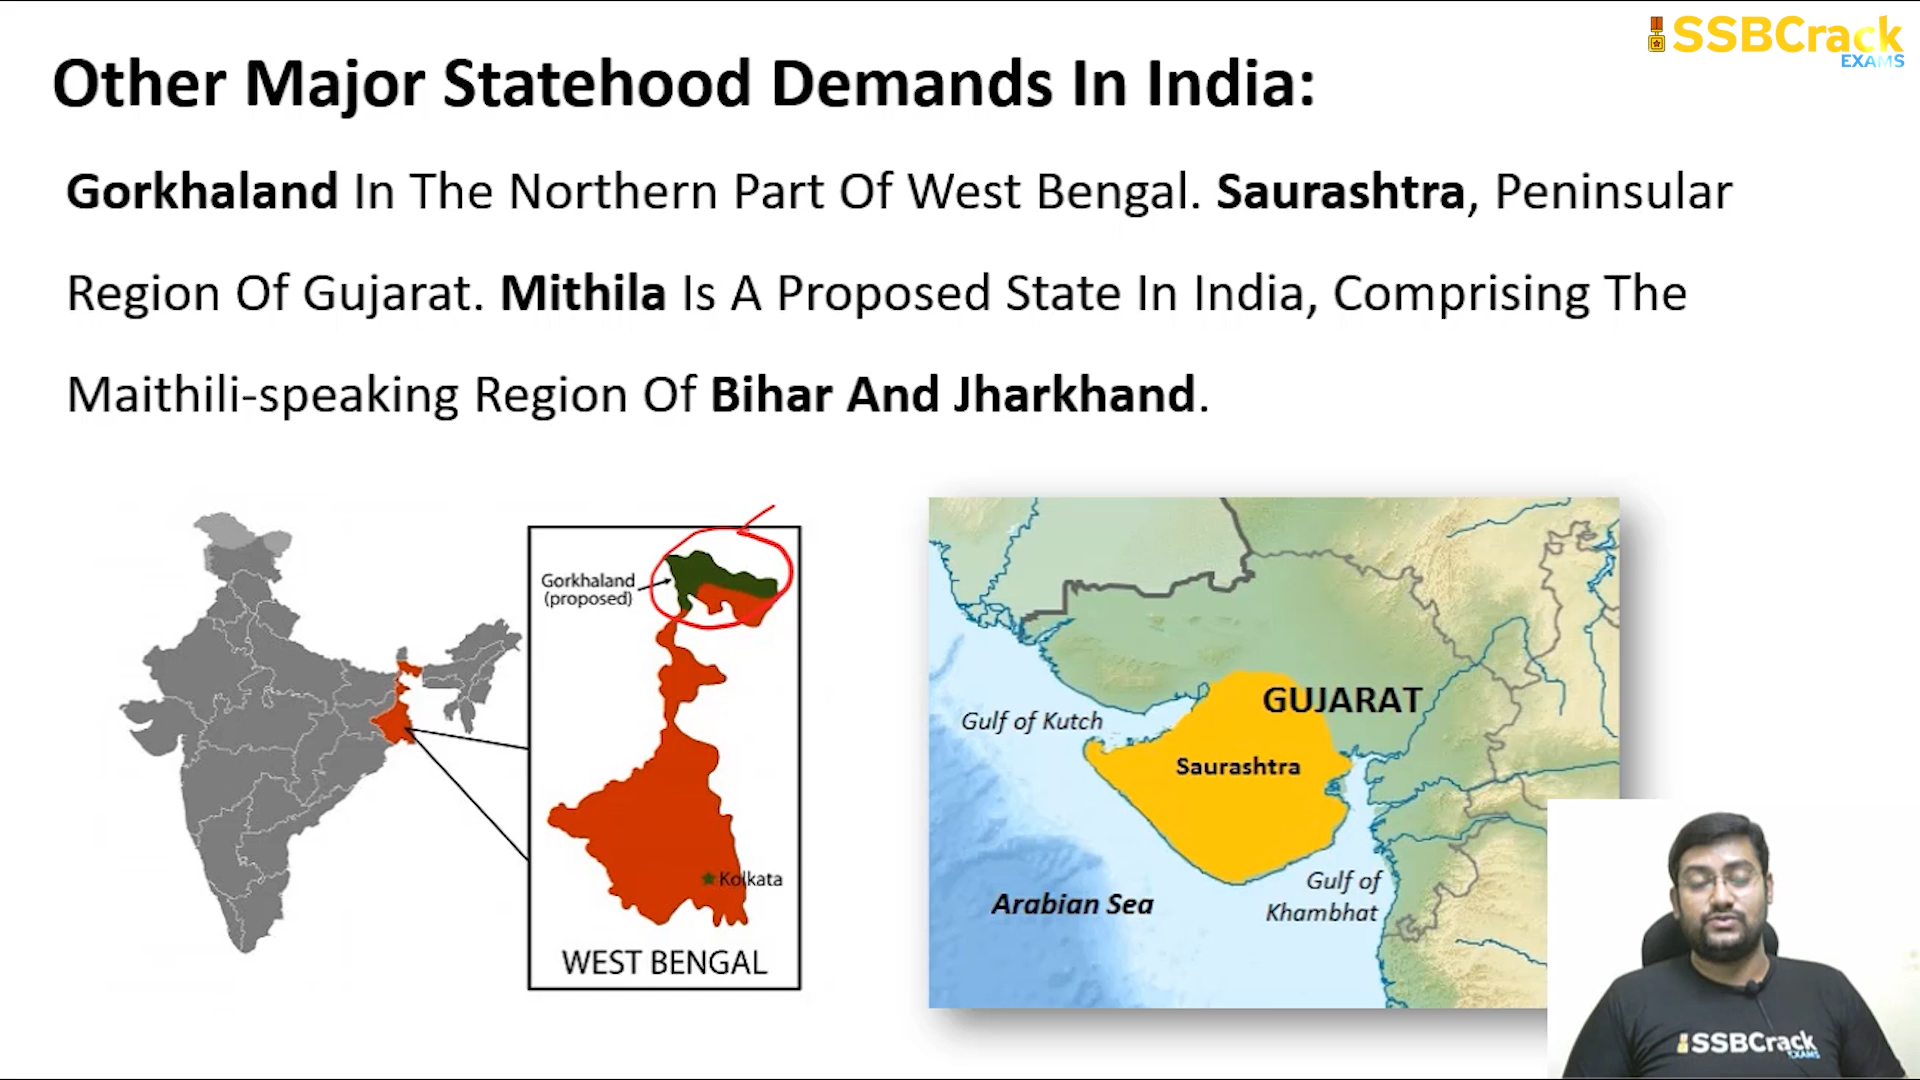 SSBCrack
EXAMS
Other Major Statehood Demands In India:
Gorkhaland In The Northern Part Of West Bengal. Saurashtra, Peninsular
Region Of Gujarat. Mithila Is A Proposed State In India, Comprising The
Maithili-speaking Region Of Bihar And Jharkhand.
Gorkhaland
(proposed)
Kolkata
WEST BENGAL
GUJARAT
Gulf of Kutch
Saurashtra
Arabian Sea
Gulf of
Khambhat
SSBCrack
EXAMS